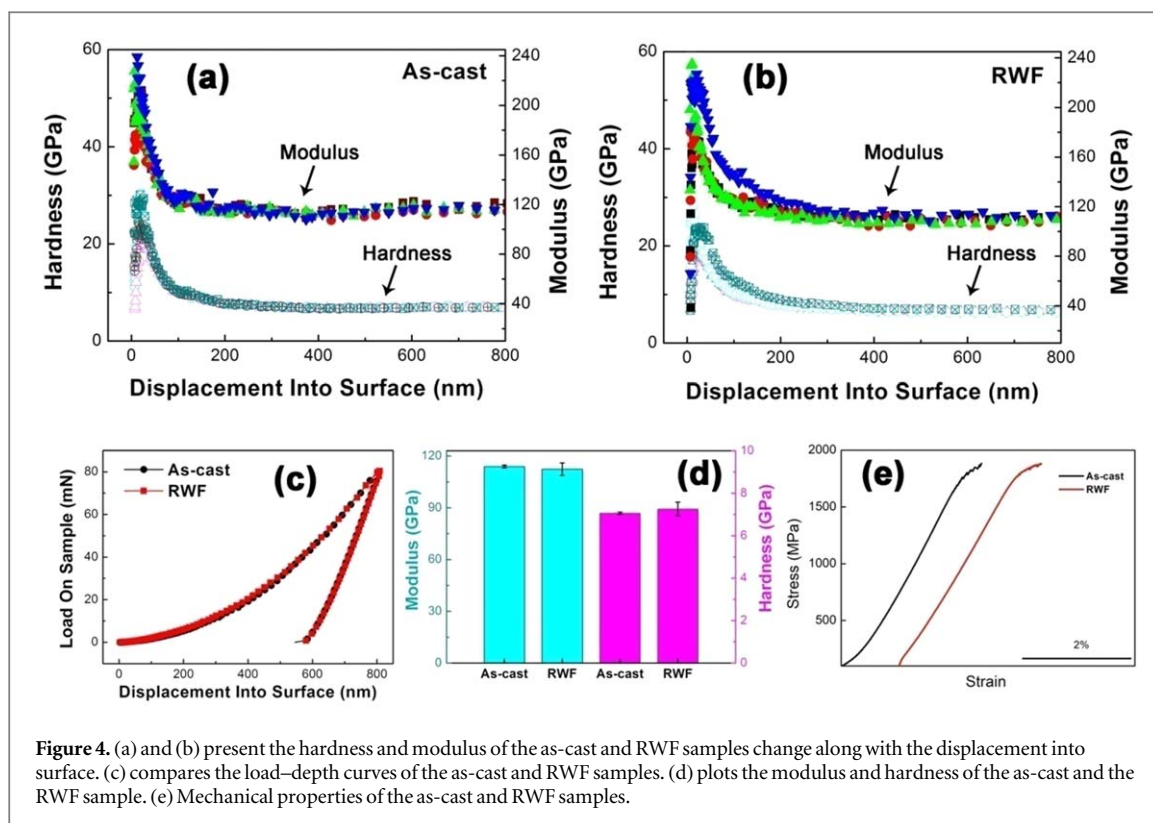 (a)
As-cast
Modulus
Hardness
Hardness (GPa)
60
40
20
0
Modulus (GPa)
240
200
160
120
80
40
0 200 400 600 800
Displacement Into Surface (nm)
(b)
RWF
Modulus
Hardness
Hardness (GPa)
60
40
20
0
Modulus (GPa)
240
200
160
120
80
40
0 200 400 600 800
Displacement Into Surface (nm)
(c)
As-cast
RWF
Load On Sample (mN)
80
60
40
20
0
0 200 400 600 800
Displacement Into Surface (nm)
(d)
Modulus (GPa)
120
90
60
30
0
Hardness (GPa)
10
8
6
4
2
0
As-cast RWF As-cast RWF
(e)
As-cast
RWF
Stress (MPa)
2000
1500
1000
500
2%
Strain
Figure 4. (a) and (b) present the hardness and modulus of the as-cast and RWF samples change along with the displacement into
surface. (c) compares the load–depth curves of the as-cast and RWF samples. (d) plots the modulus and hardness of the as-cast and the
RWF sample. (e) Mechanical properties of the as-cast and RWF samples.